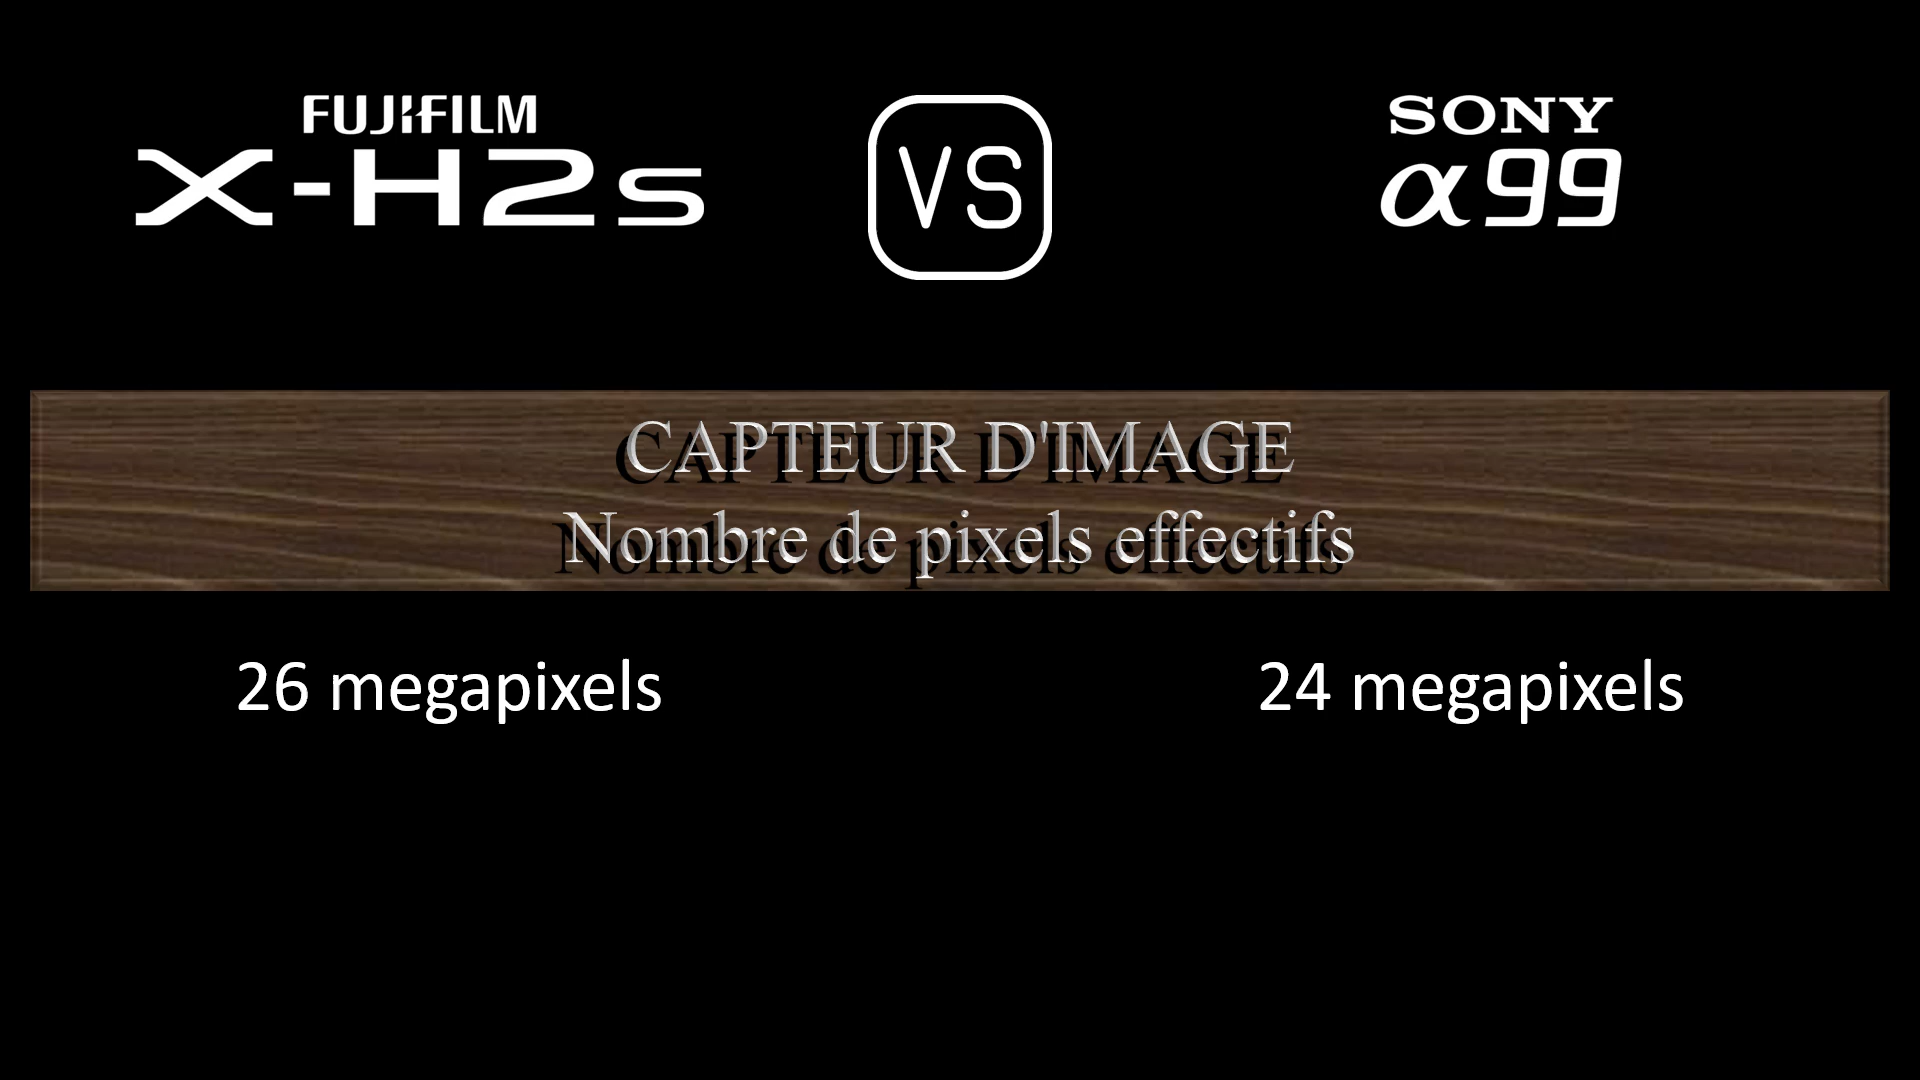 FUJIFILM
X-H2s
VS
SONY
α99
CAPTEUR D'IMAGE
Nombre de pixels effectifs
26 megapixels
24 megapixels